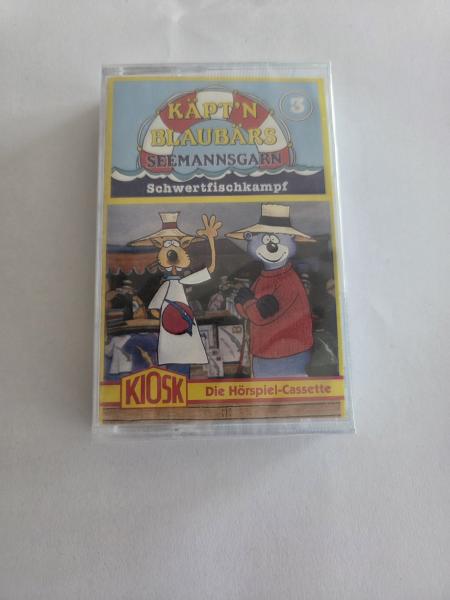 KÄPT'N
3
BLAUBÄRS
SEEMANNSGARN
Schwertfischkampf
KIOSK
Die Hörspiel-Cassette